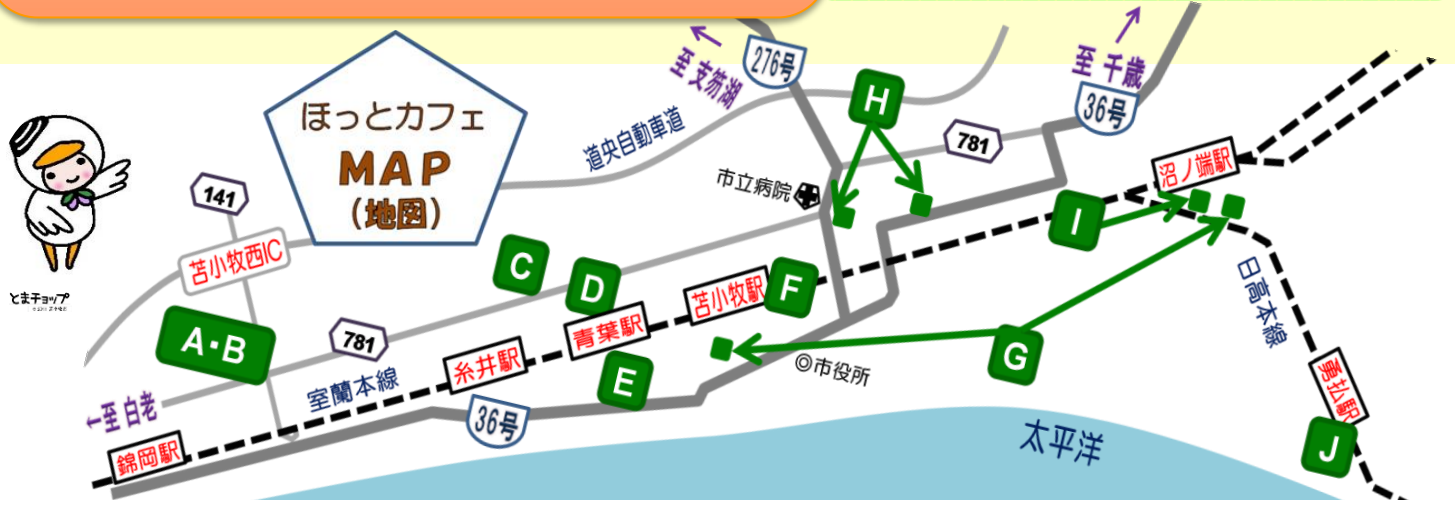 ほっとカフェ
MAP
(地図)
とまチョップ
141
苫小牧西IC
A・B
781
←至 白老
錦岡駅
室蘭本線
糸井駅
36号
C
D
青葉駅
E
苫小牧駅
F
道央自動車道
至 支笏湖
276号
H
市立病院
781
至 千歳
36号
沼ノ端駅
I
G
◎市役所
日高本線
勇払駅
J
太平洋